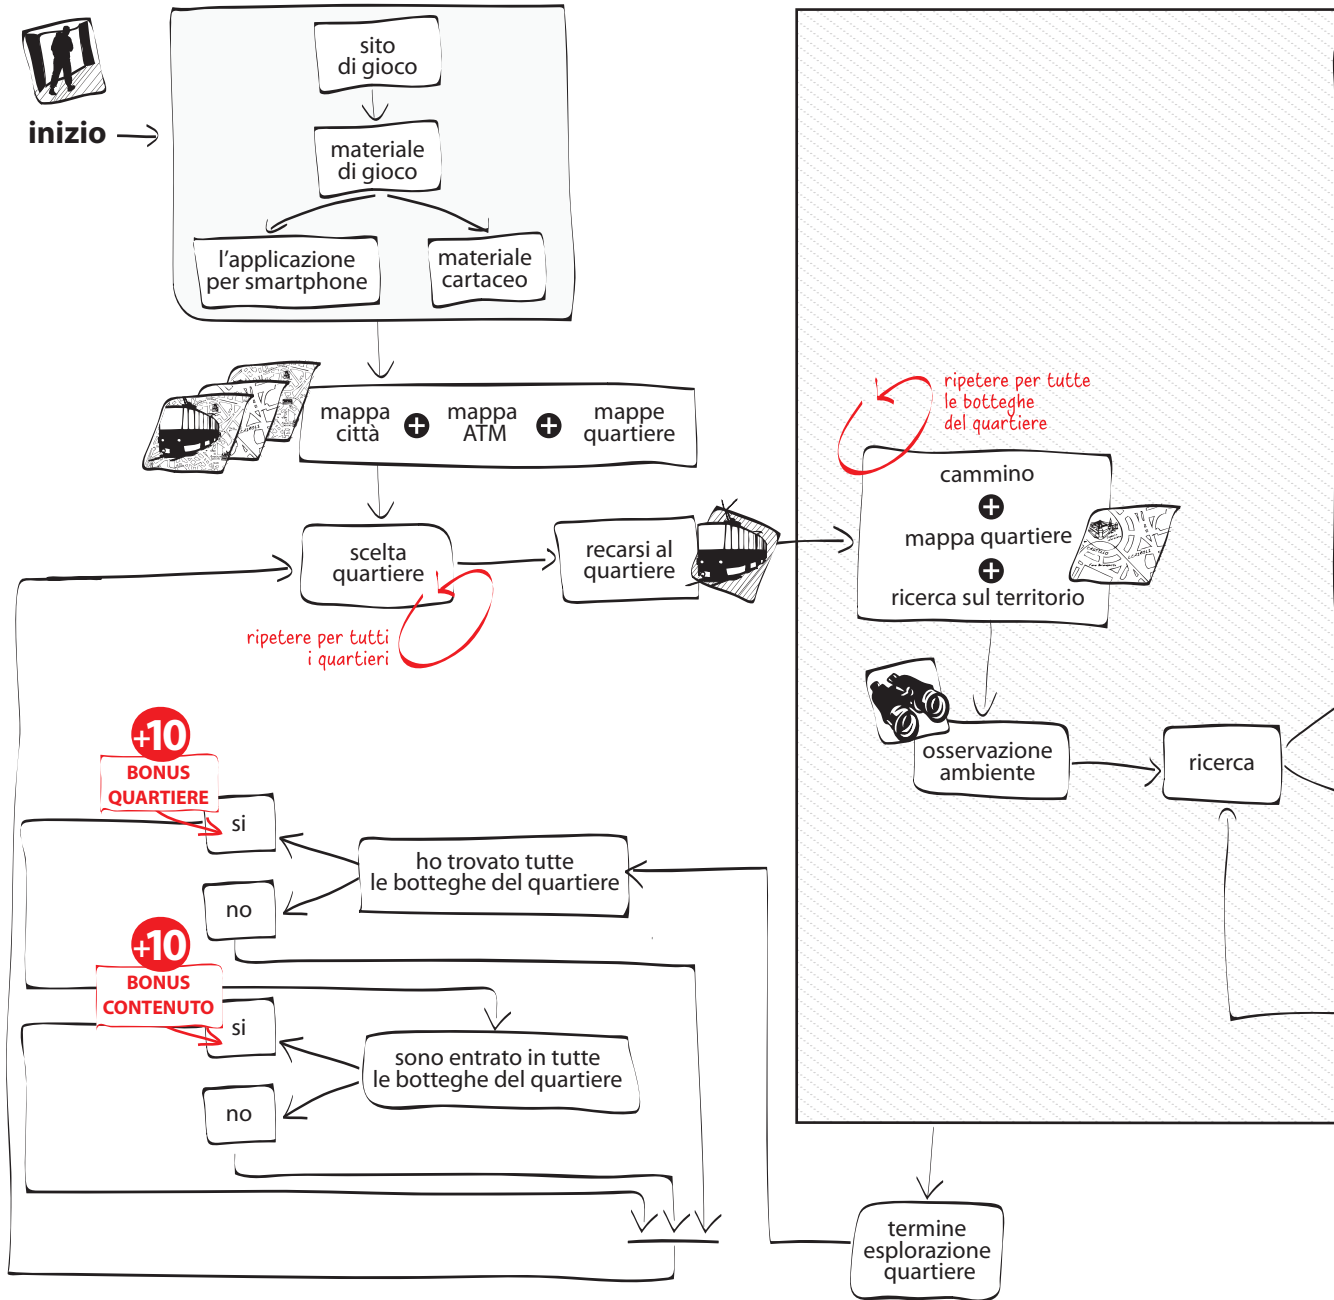 inizio
sito
di gioco
materiale
di gioco
l’applicazione
per smartphone
materiale
cartaceo
mappa
città
+
mappa
ATM
+
mappe
quartiere
scelta
quartiere
ripetere per tutti
i quartieri
recarsi al
quartiere
ripetere per tutte
le botteghe
del quartiere
cammino
+
mappa quartiere
+
ricerca sul territorio
osservazione
ambiente
ricerca
+10
BONUS
QUARTIERE
si
no
ho trovato tutte
le botteghe del quartiere
+10
BONUS
CONTENUTO
si
no
sono entrato in tutte
le botteghe del quartiere
termine
esplorazione
quartiere